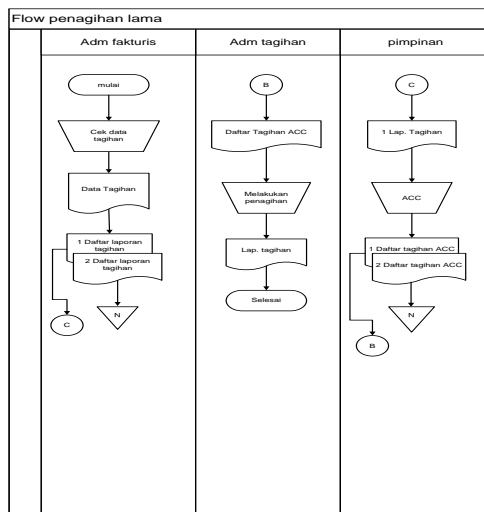 Flow penagihan lama
Adm fakturis
Adm tagihan
pimpinan
mulai
Cek data
tagihan
Data Tagihan
1 Daftar laporan
tagihan
2 Daftar laporan
tagihan
C
N
B
Daftar Tagihan ACC
Melakukan
penagihan
Lap. tagihan
Selesai
C
1 Lap. Tagihan
ACC
1 Daftar tagihan ACC
2 Daftar tagihan ACC
N
B